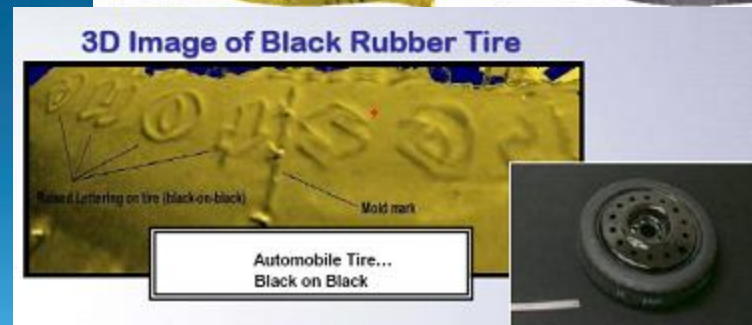 3D Image of Black Rubber Tire
Raised Lettering on tire (black-on-black)
Mold mark
Automobile Tire...
Black on Black